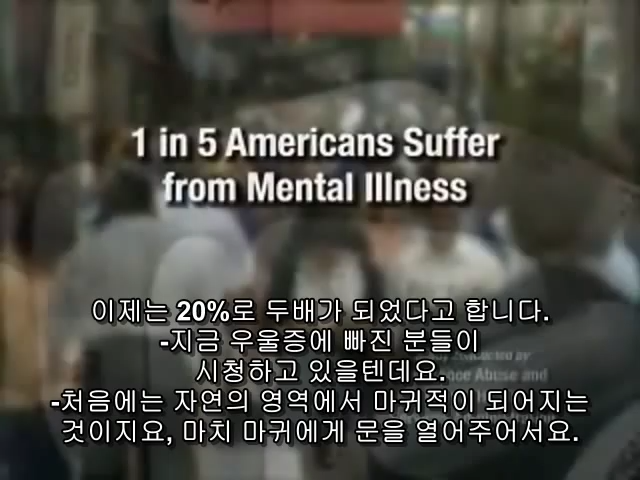 1 in 5 Americans Suffer
from Mental Illness
이제는 20%로 두배가 되었다고 합니다.
-지금 우울증에 빠진 분들이
시청하고 있을텐데요.
by
Abuse and
-처음에는 자연의 영역에서 마귀적이 되어지는
것이지요, 마치 마귀에게 문을 열어주어서요.